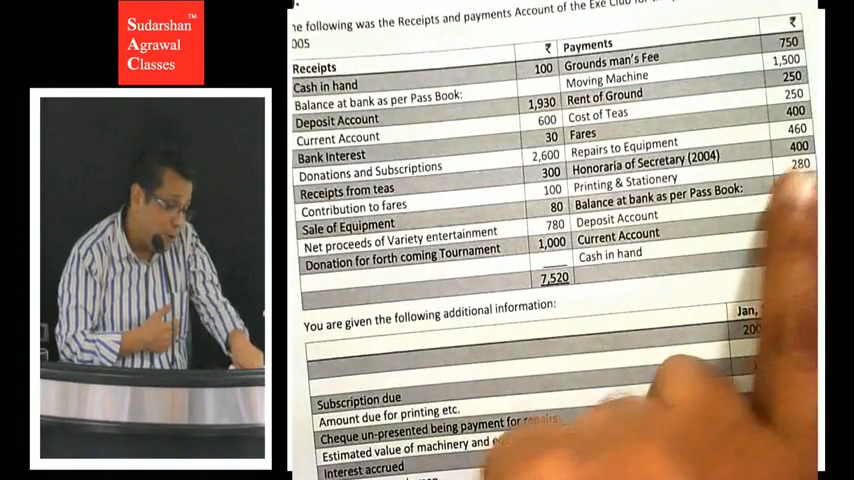 Sudarshan™
Agrawal
Classes
he following was the Receipts and payments Account of the Exe Club for
005
Receipts ₹ Payments ₹
Cash in hand 100 Grounds man's Fee 750
Balance at bank as per Pass Book: Moving Machine 1,500
Deposit Account 1,930 Rent of Ground 250
Current Account 600 Cost of Teas 250
Bank Interest 30 Fares 400
Donations and Subscriptions 2,600 Repairs to Equipment 460
Receipts from teas 300 Honoraria of Secretary (2004) 400
Contribution to fares 100 Printing & Stationery 280
Sale of Equipment 80 Balance at bank as per Pass Book:
Net proceeds of Variety entertainment 780 Deposit Account
Donation for forth coming Tournament 1,000 Current Account
Cash in hand
7,520
You are given the following additional information:
Jan,
200
Subscription due
Amount due for printing etc.
Cheque un-presented being payment for repairs
Estimated value of machinery and eq
Interest accrued